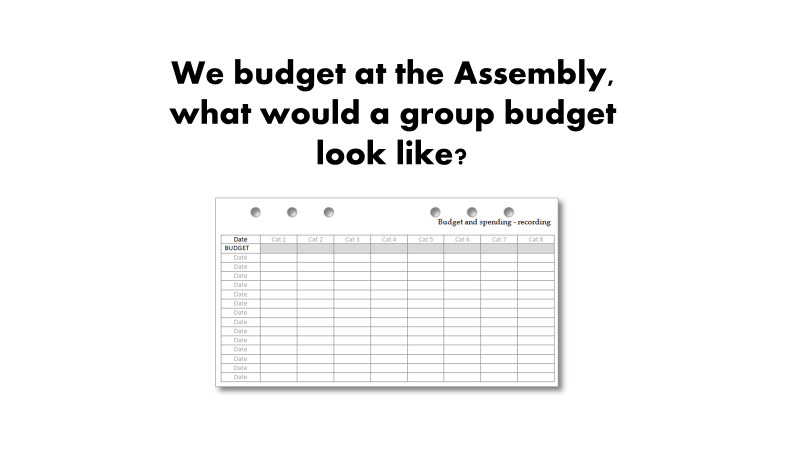 We budget at the Assembly,
what would a group budget
look like?
Budget and spending - recording
Date Cat 1 Cat 2 Cat 3 Cat 4 Cat 5 Cat 6 Cat 7 Cat 8
BUDGET
Date
Date
Date
Date
Date
Date
Date
Date
Date
Date
Date
Date
Date
Date